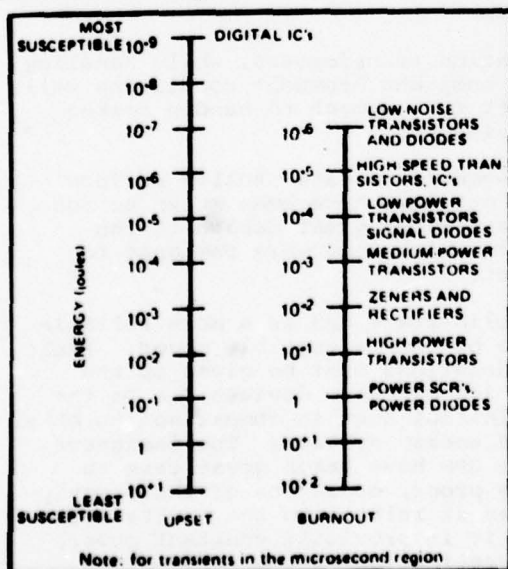 MOST
SUSCEPTIBLE 10-9 DIGITAL IC's
10-8
10-7
10-6
10-5
10-4
10-3
10-2
10-1
1
LEAST 10+1
SUSCEPTIBLE
ENERGY (joules)
UPSET
10-6 LOW-NOISE
TRANSISTORS
AND DIODES
10-5 HIGH SPEED TRAN
SISTORS, IC's
10-4 LOW POWER
TRANSISTORS
SIGNAL DIODES
10-3 MEDIUM-POWER
TRANSISTORS
10-2 ZENERS AND
RECTIFIERS
10-1 HIGH POWER
TRANSISTORS
1 POWER SCR's,
POWER DIODES
10+1
10+2
BURNOUT
Note: for transients in the microsecond region